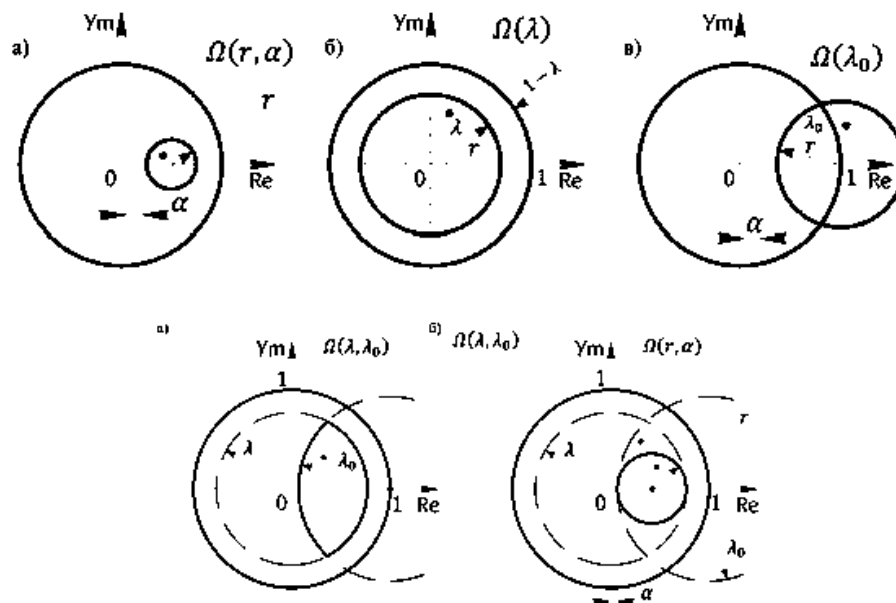 а) Ym Ω(r, α) r
0 Re
α
б) Ym Ω(λ)
1 − λ
λ r
0 1 Re
в) Ym Ω(λ₀)
λ₀ r
0 1 Re
α
а) Ym Ω(λ, λ₀)
1
λ λ₀
0 1 Re
б) Ω(λ, λ₀) Ym Ω(r, α)
1 r
λ
0 1 Re
λ₀
α